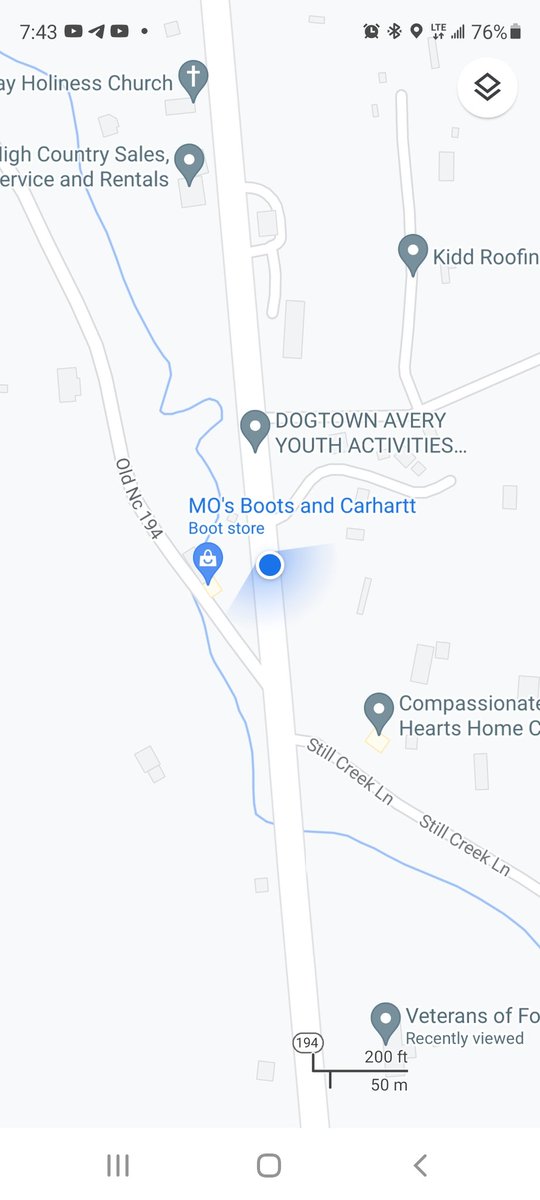 7:43
LTE
76%
ay Holiness Church
High Country Sales,
ervice and Rentals
Kidd Roofin
DOGTOWN AVERY
YOUTH ACTIVITIES...
Old Nc 194
MO's Boots and Carhartt
Boot store
Compassionate
Hearts Home C
Still Creek Ln
Still Creek Ln
Veterans of Fo
Recently viewed
194
200 ft
50 m